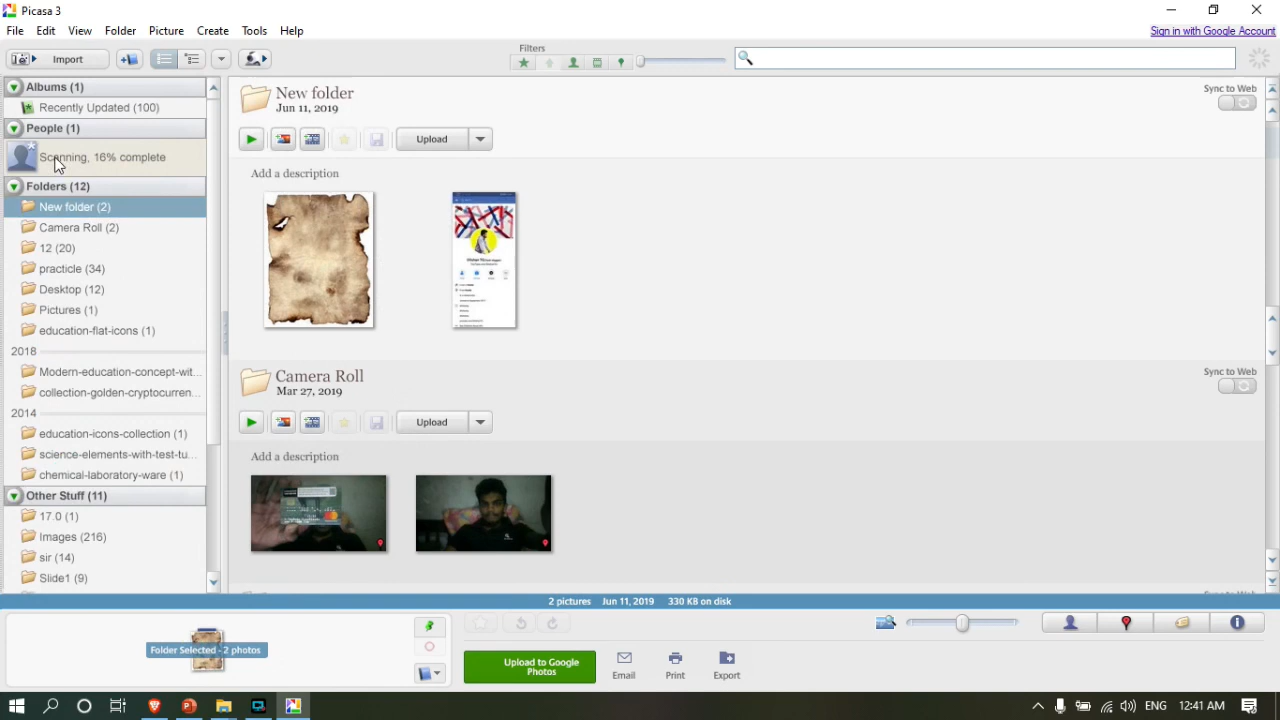 Picasa 3
File Edit View Folder Picture Create Tools Help
Sign in with Google Account
Import
Filters
Albums (1)
Recently Updated (100)
People (1)
Scanning, 16% complete
Folders (12)
New folder (2)
Camera Roll (2)
12 (20)
practicle (34)
Desktop (12)
Pictures (1)
education-flat-icons (1)
2018
Modern-education-concept-wit...
collection-golden-cryptocurren...
2014
education-icons-collection (1)
science-elements-with-test-tu...
chemical-laboratory-ware (1)
Other Stuff (11)
17.0 (1)
Images (216)
sir (14)
Slide1 (9)
New folder
Jun 11, 2019
Sync to Web
Upload
Add a description
Camera Roll
Mar 27, 2019
Sync to Web
Upload
Add a description
2 pictures Jun 11, 2019 330 KB on disk
Folder Selected - 2 photos
Upload to Google
Photos
Email
Print
Export
ENG 12:41 AM